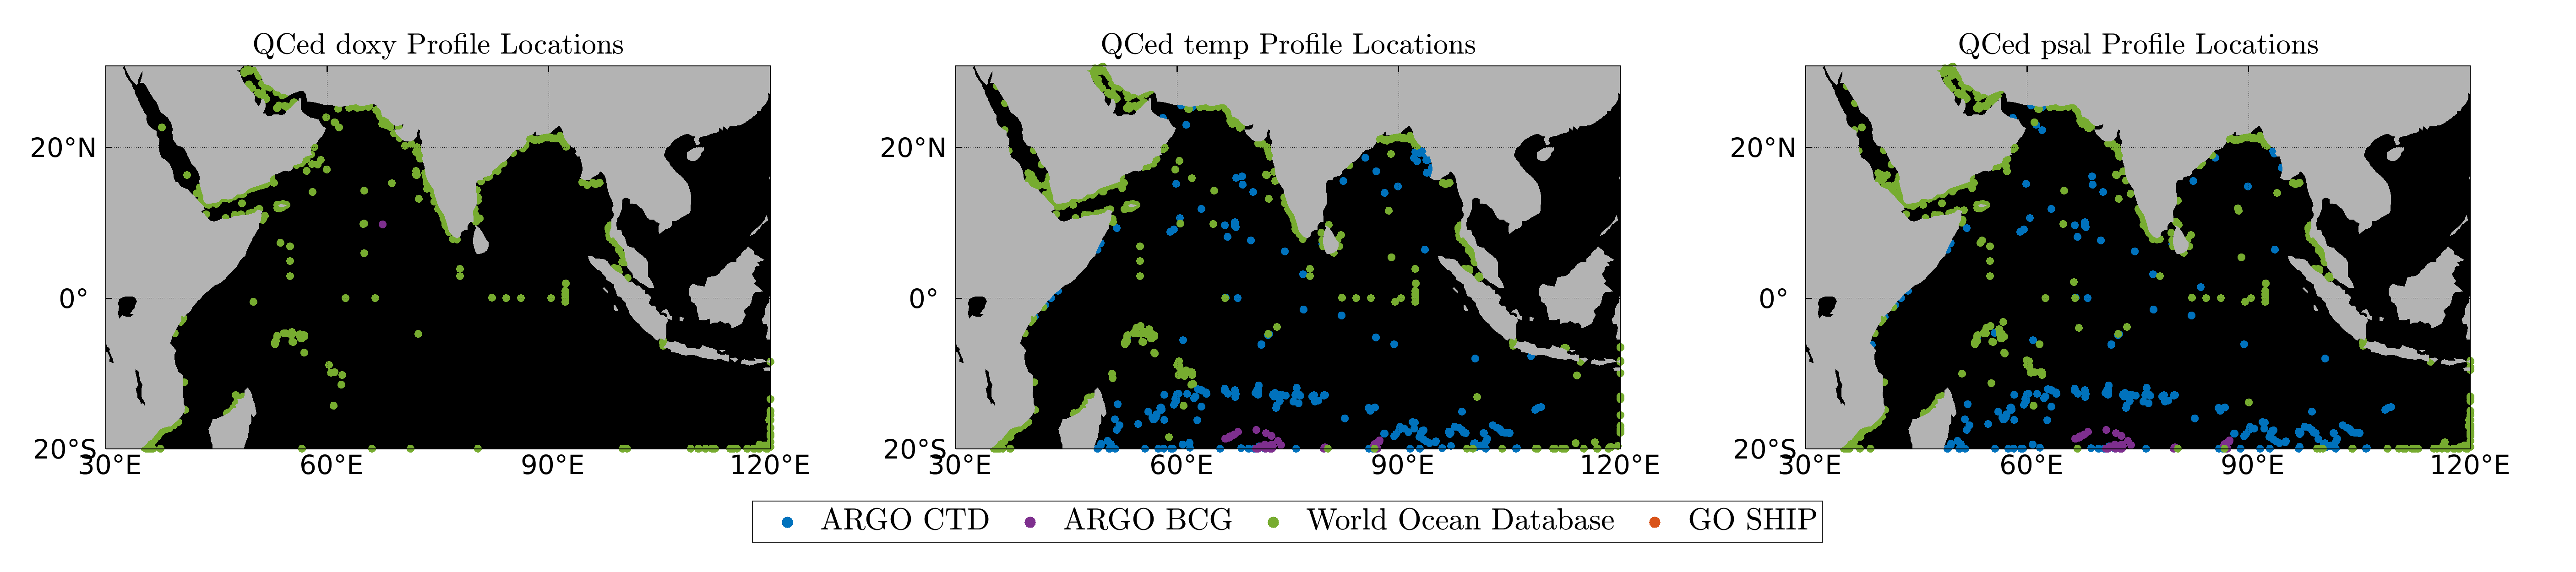 QCed doxy Profile Locations
QCed temp Profile Locations
QCed psal Profile Locations
20°N
0°
20°S
30°E 60°E 90°E 120°E
20°N
0°
20°S
30°E 60°E 90°E 120°E
20°N
0°
20°S
30°E 60°E 90°E 120°E
ARGO CTD ARGO BCG World Ocean Database GO SHIP